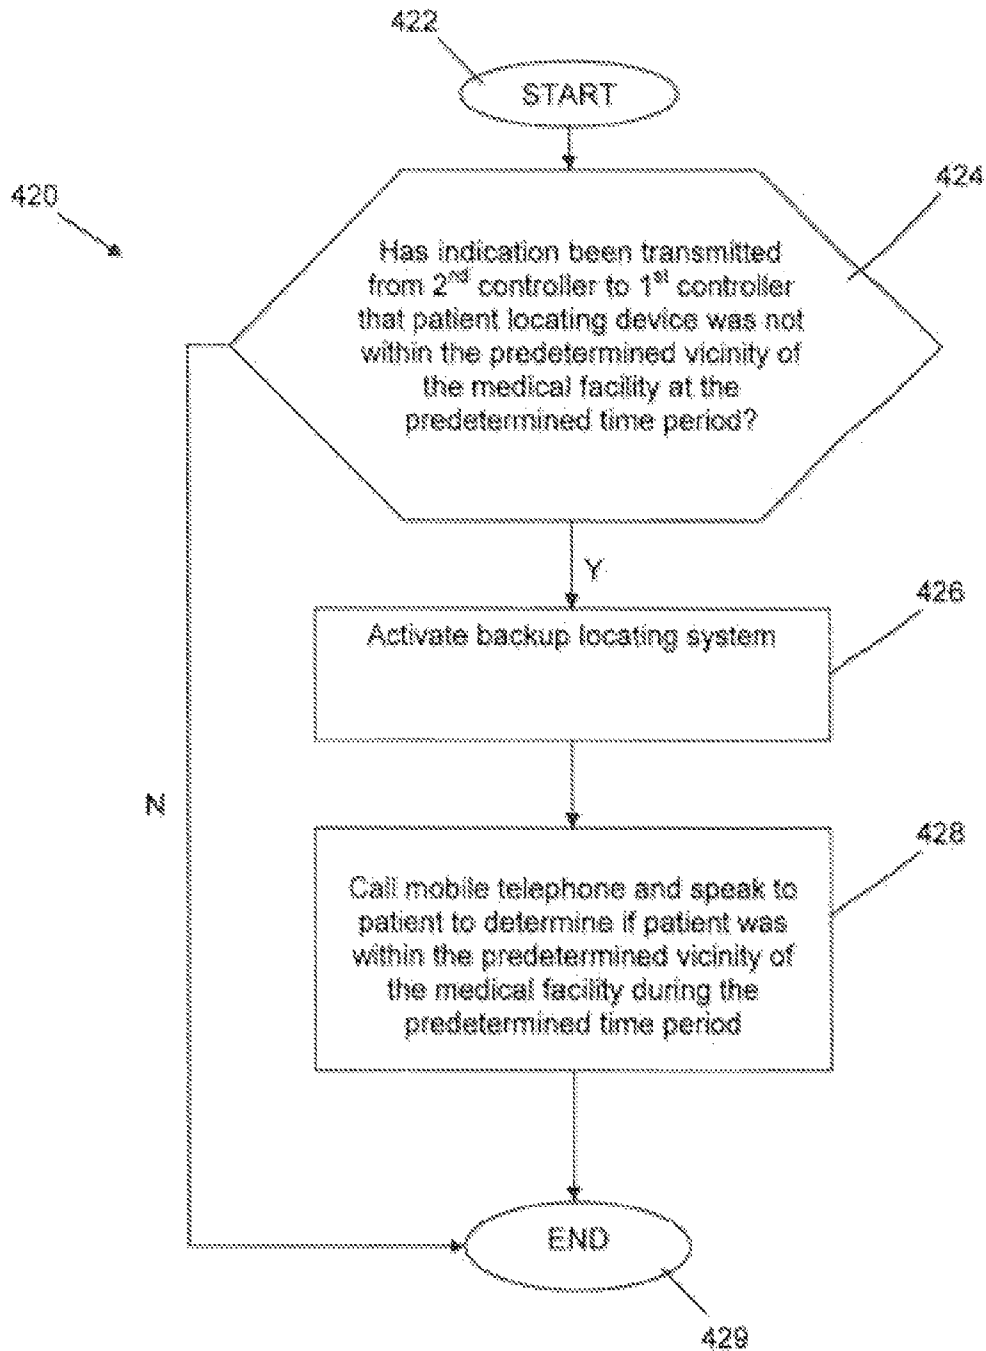 422
START
420
424
Has indication been transmitted
from 2nd controller to 1st controller
that patient locating device was not
within the predetermined vicinity of
the medical facility at the
predetermined time period?
Y
426
Activate backup locating system
N
428
Call mobile telephone and speak to
patient to determine if patient was
within the predetermined vicinity of
the medical facility during the
predetermined time period
END
429